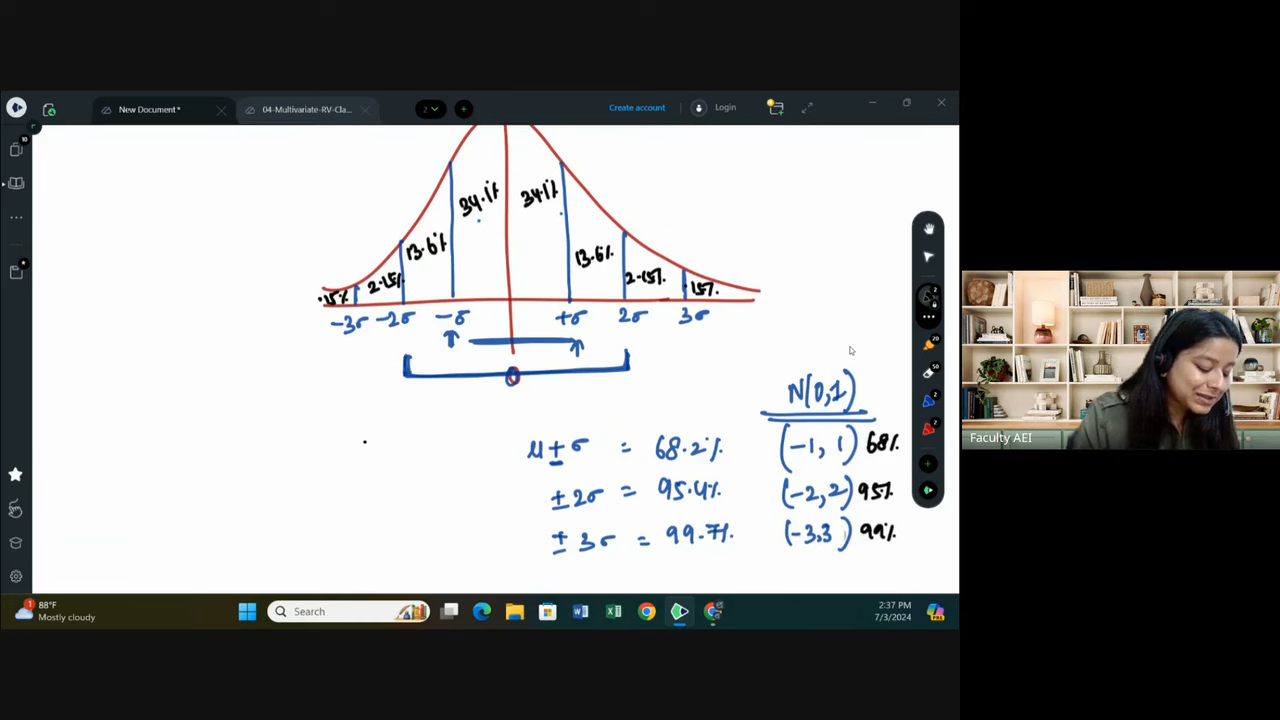 New Document*
04-Multivariate-RV-Cla...
2
Create account
Login
34.1% 34.1%
13.6% 13.6%
.15% 2.15% 2.15% .15%
-3σ -2σ -σ +σ 2σ 3σ
0
N(0,1)
μ ± σ = 68.2% (-1, 1) 68%
± 2σ = 95.4% (-2, 2) 95%
± 3σ = 99.7% (-3,3) 99%
Faculty AEI
88°F
Mostly cloudy
Search
2:37 PM
7/3/2024